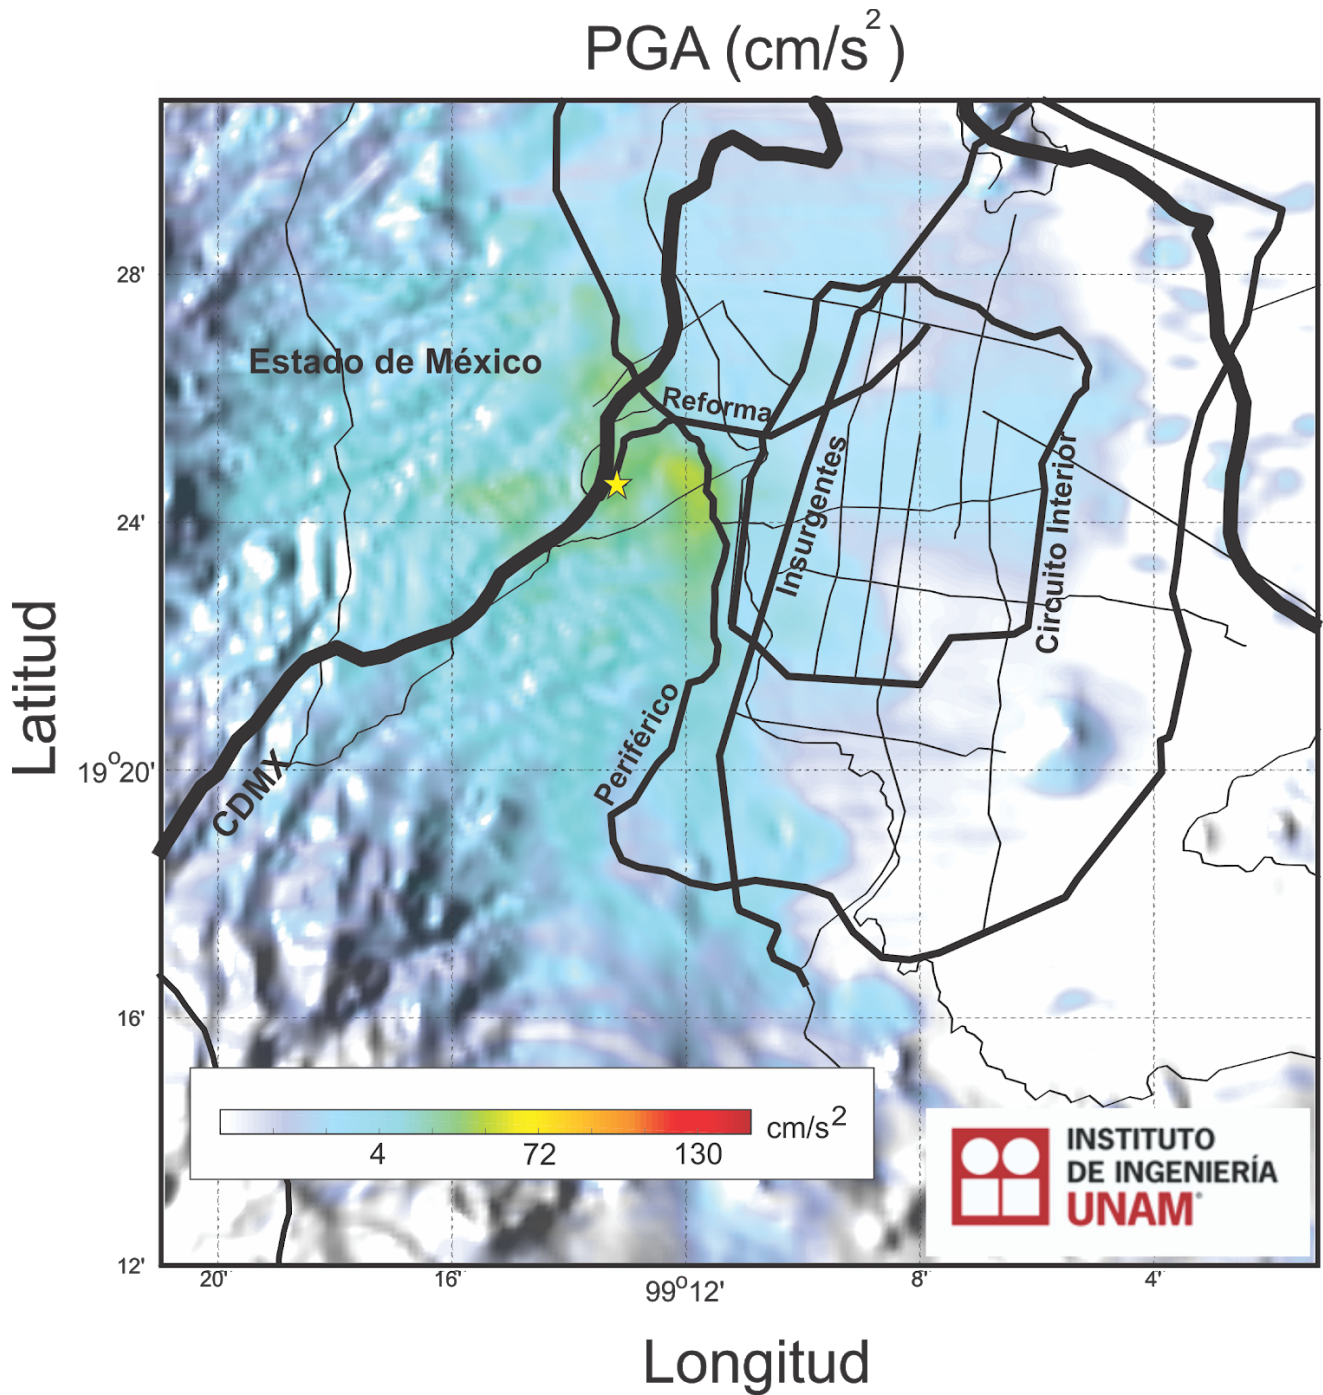 PGA (cm/s²)
Latitud
28'
24'
19°20'
16'
12'
Estado de México
Reforma
Insurgentes
Circuito Interior
Periférico
CDMX
4
72
130
cm/s²
INSTITUTO
DE INGENIERÍA
UNAM®
20'
16'
99°12'
8'
4'
Longitud